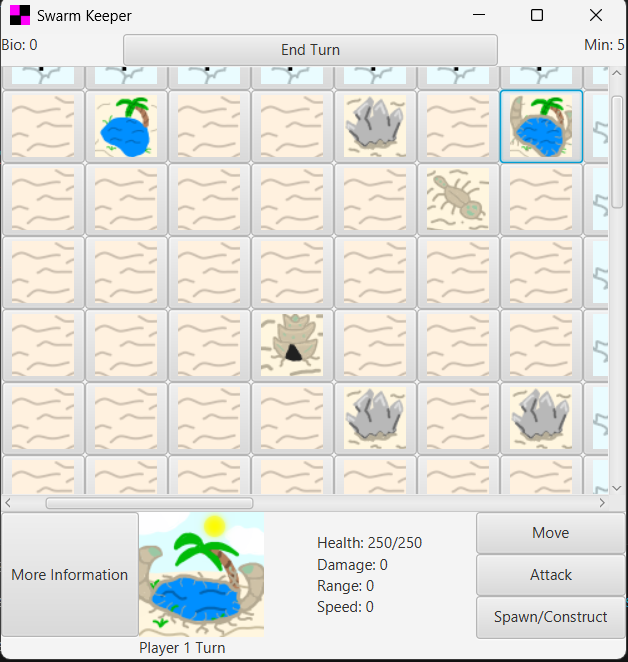 Swarm Keeper
Bio: 0
End Turn
Min: 5
More Information
Health: 250/250
Damage: 0
Range: 0
Speed: 0
Move
Attack
Spawn/Construct
Player 1 Turn